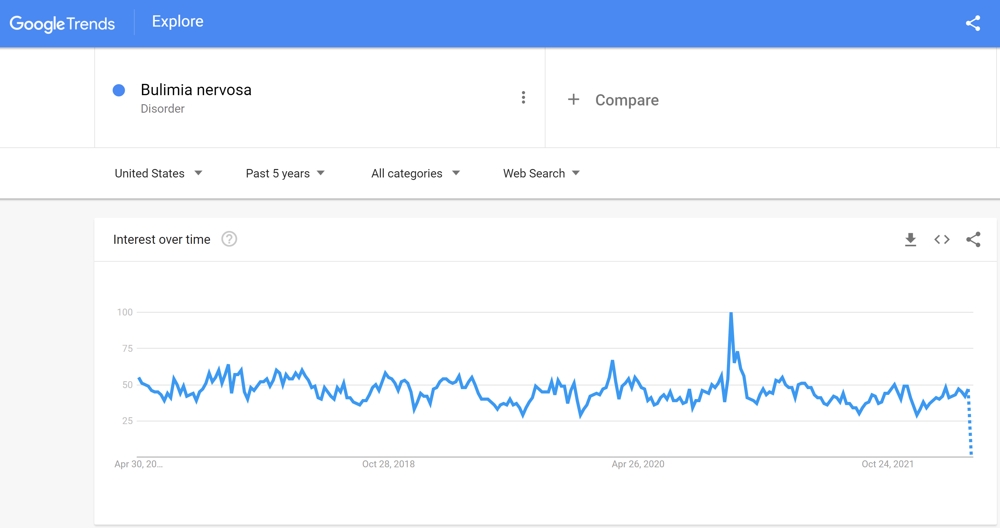 Google Trends
Explore
Bulimia nervosa
Disorder
+ Compare
United States
Past 5 years
All categories
Web Search
Interest over time
?
100
75
50
25
Apr 30, 20...
Oct 28, 2018
Apr 26, 2020
Oct 24, 2021